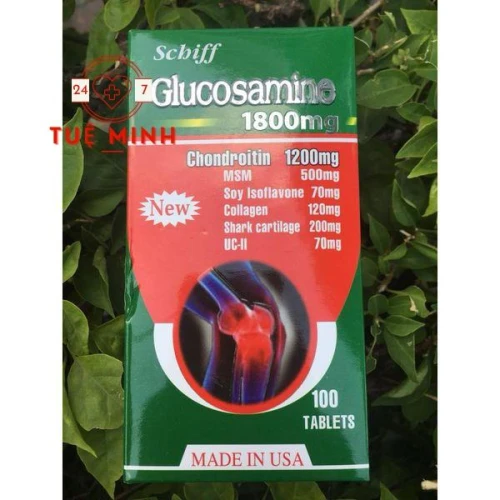 Schiff
24 7
Glucosamine
1800mg
TUỆ MINH
Chondroitin 1200mg
MSM 500mg
Soy Isoflavone 70mg
New
Collagen 120mg
Shark cartilage 200mg
UC-II 70mg
100
TABLETS
MADE IN USA